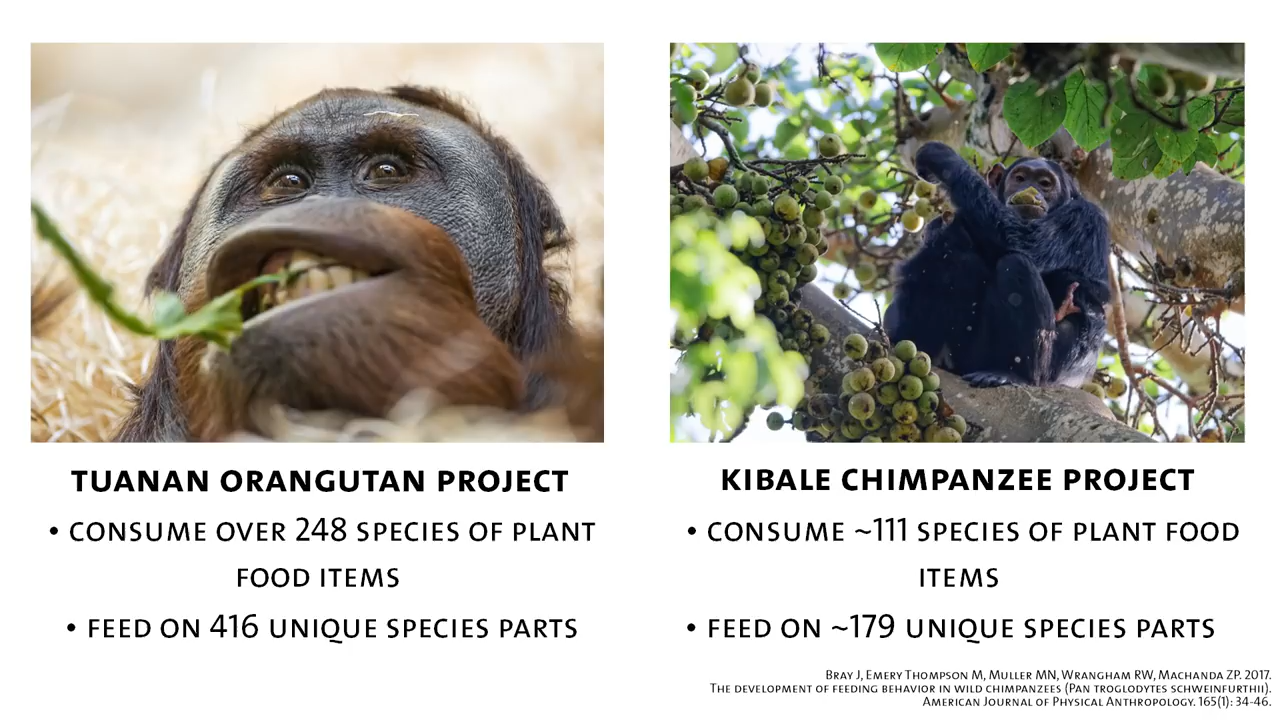 TUANAN ORANGUTAN PROJECT
• CONSUME OVER 248 SPECIES OF PLANT
FOOD ITEMS
• FEED ON 416 UNIQUE SPECIES PARTS
KIBALE CHIMPANZEE PROJECT
• CONSUME ~111 SPECIES OF PLANT FOOD
ITEMS
• FEED ON ~179 UNIQUE SPECIES PARTS
BRAY J, EMERY THOMPSON M, MULLER MN, WRANGHAM RW, MACHANDA ZP. 2017.
THE DEVELOPMENT OF FEEDING BEHAVIOR IN WILD CHIMPANZEES (PAN TROGLODYTES SCHWEINFURTHII).
AMERICAN JOURNAL OF PHYSICAL ANTHROPOLOGY. 165(1): 34-46.